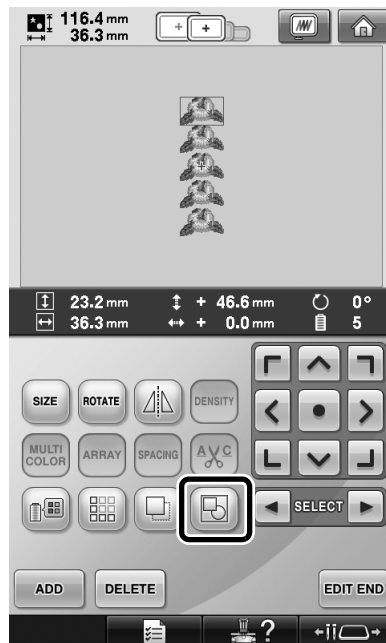 116.4 mm
36.3 mm
23.2 mm + 46.6 mm 0°
36.3 mm + 0.0 mm 5
SIZE ROTATE DENSITY
MULTI COLOR ARRAY SPACING A C
SELECT
ADD DELETE EDIT END
?